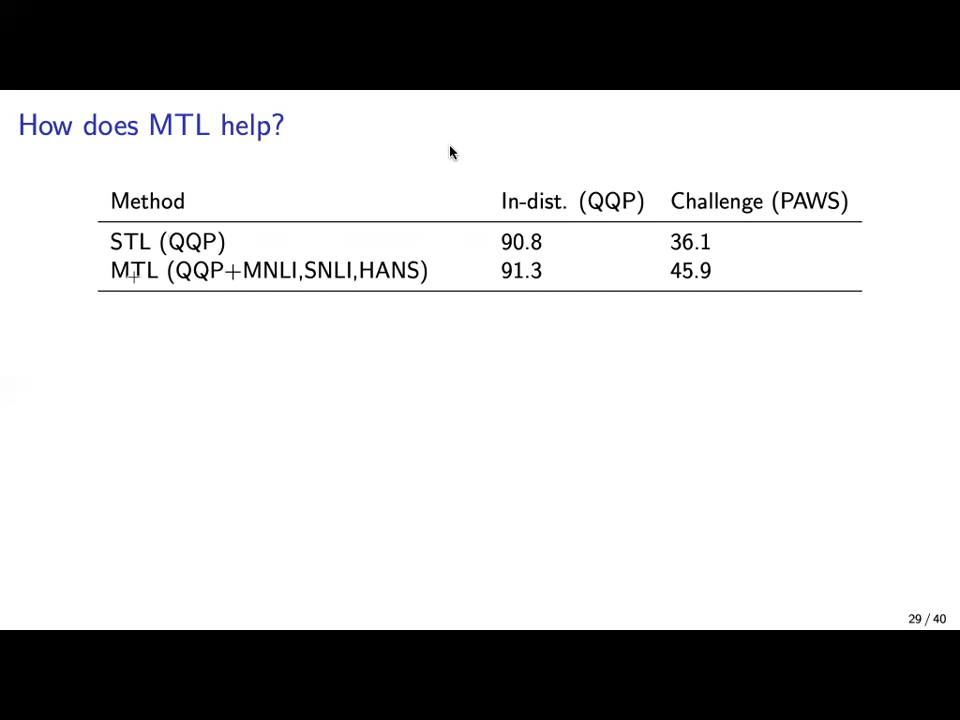 How does MTL help?
Method In-dist. (QQP) Challenge (PAWS)
STL (QQP) 90.8 36.1
MTL (QQP+MNLI,SNLI,HANS) 91.3 45.9
29 / 40